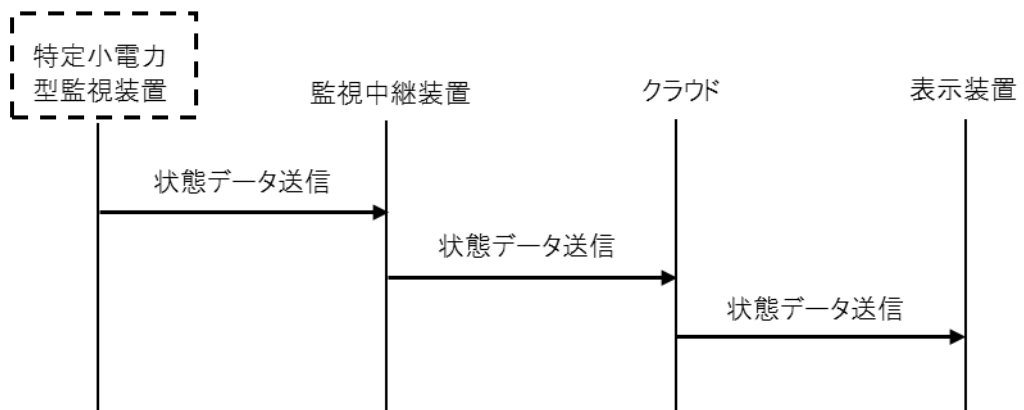 特定小電力
型監視装置
監視中継装置
クラウド
表示装置
状態データ送信
状態データ送信
状態データ送信